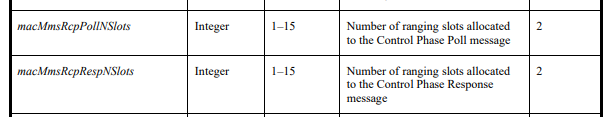 macMmsRcpPollNSlots Integer 1–15 Number of ranging slots allocated 2
to the Control Phase Poll message
macMmsRcpRespNSlots Integer 1–15 Number of ranging slots allocated 2
to the Control Phase Response
message